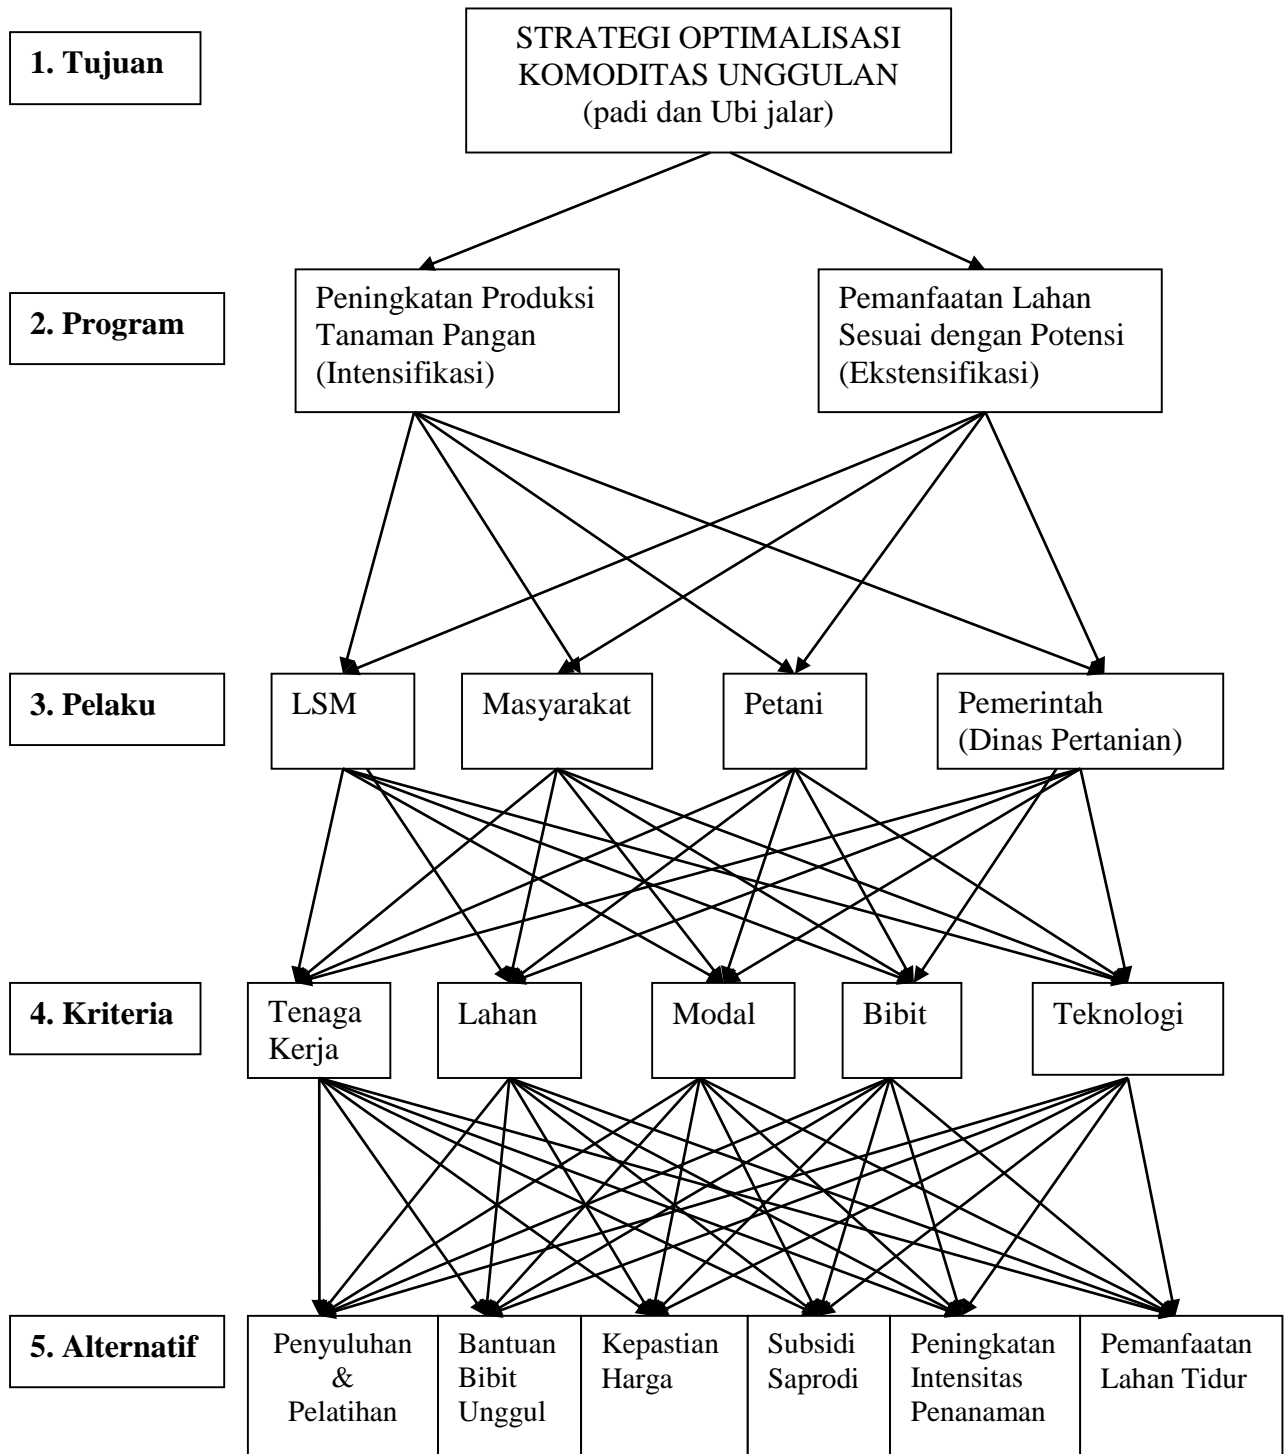 1. Tujuan
STRATEGI OPTIMALISASI
KOMODITAS UNGGULAN
(padi dan Ubi jalar)
2. Program
Peningkatan Produksi
Tanaman Pangan
(Intensifikasi)
Pemanfaatan Lahan
Sesuai dengan Potensi
(Ekstensifikasi)
3. Pelaku
LSM
Masyarakat
Petani
Pemerintah
(Dinas Pertanian)
4. Kriteria
Tenaga
Kerja
Lahan
Modal
Bibit
Teknologi
5. Alternatif
Penyuluhan
&
Pelatihan
Bantuan
Bibit
Unggul
Kepastian
Harga
Subsidi
Saprodi
Peningkatan
Intensitas
Penanaman
Pemanfaatan
Lahan Tidur